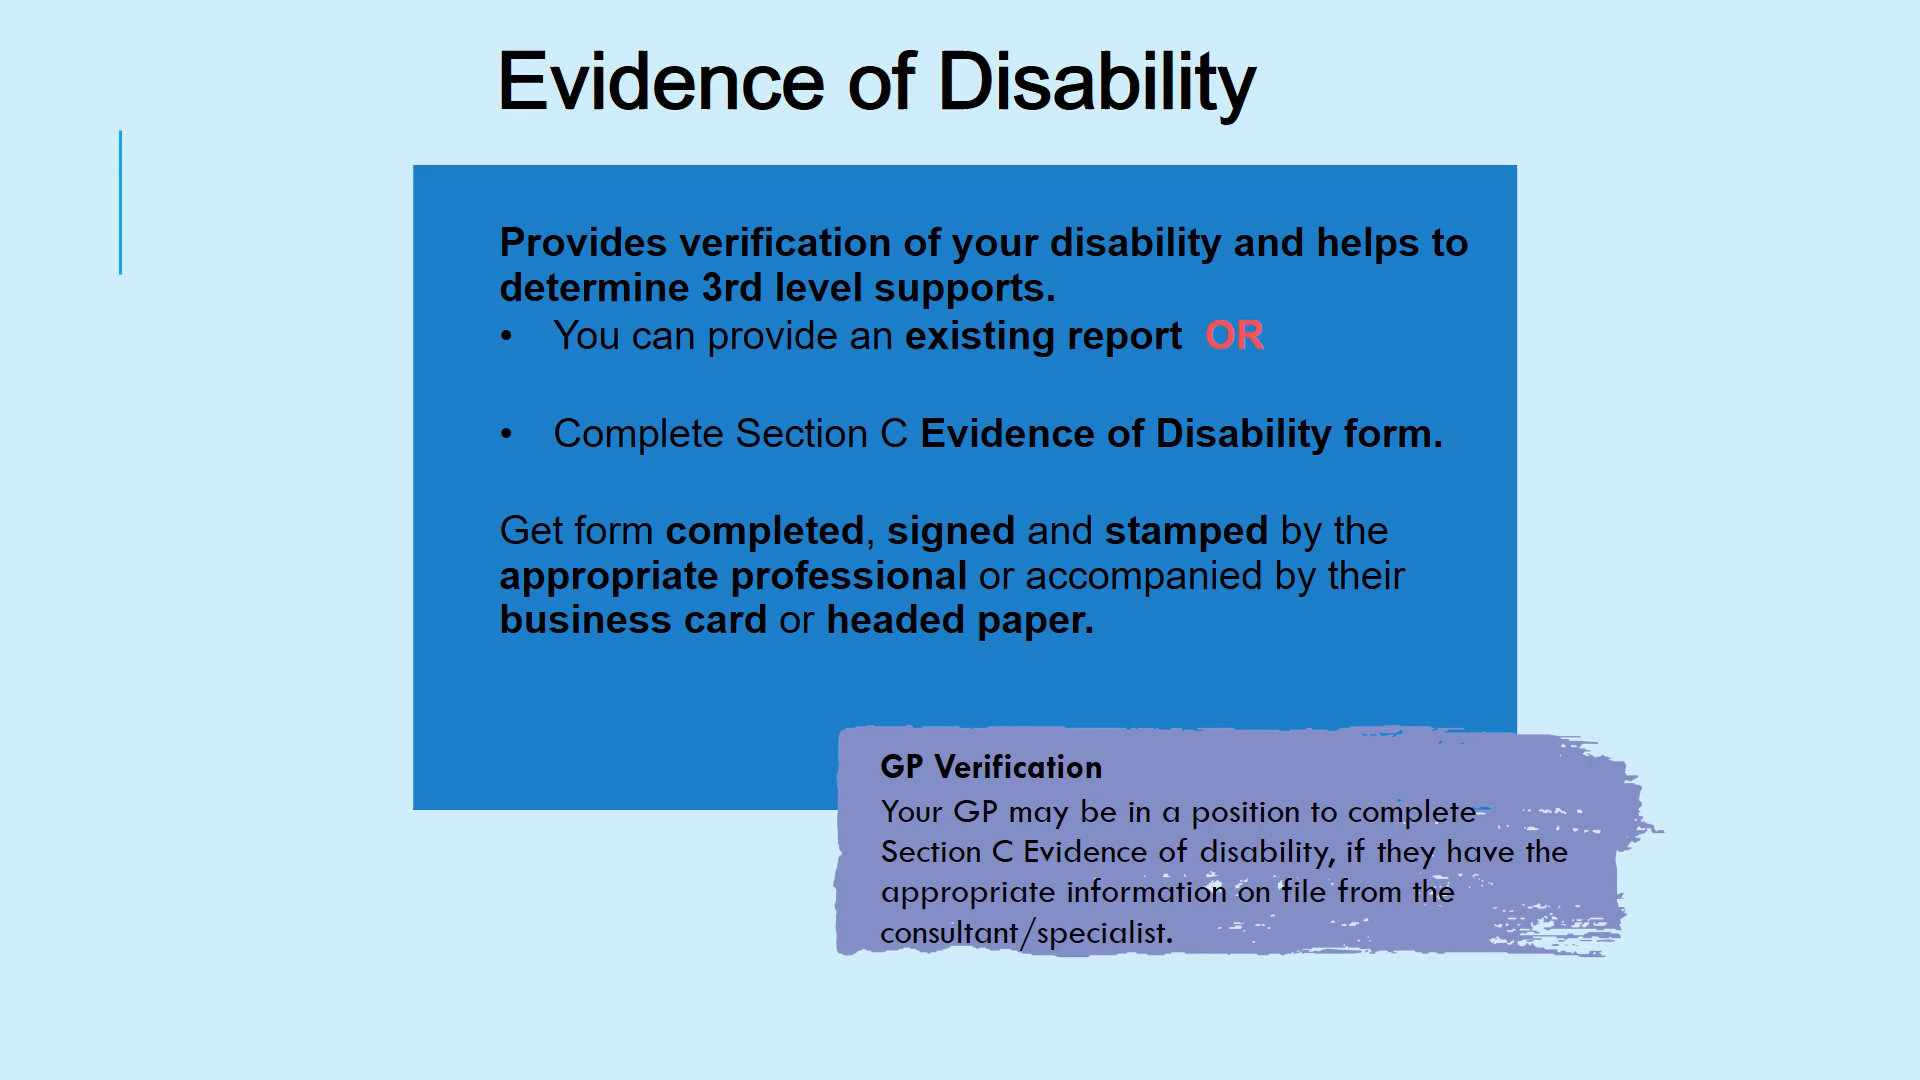 Evidence of Disability
Provides verification of your disability and helps to
determine 3rd level supports.
• You can provide an existing report OR
• Complete Section C Evidence of Disability form.
Get form completed, signed and stamped by the
appropriate professional or accompanied by their
business card or headed paper.
GP Verification
Your GP may be in a position to complete
Section C Evidence of disability, if they have the
appropriate information on file from the
consultant/specialist.